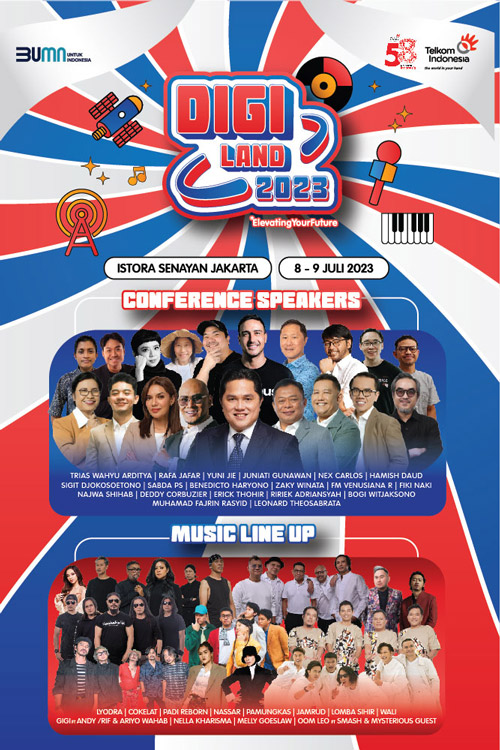 BUMN UNTUK INDONESIA
58
Telkom Indonesia
the world in your hand
DIGI
LAND
2023
#ElevatingYourFuture
ISTORA SENAYAN JAKARTA
8 - 9 JULI 2023
CONFERENCE SPEAKERS
TRIAS WAHYU ARDITYA | RAFA JAFAR | YUNI JIE | JUNIATI GUNAWAN | NEX CARLOS | HAMISH DAUD
SIGIT DJOKOSOETONO | SABDA PS | BENEDICTO HARYONO | ZAKY WINATA | FM VENUSIANA R | FIKI NAKI
NAJWA SHIHAB | DEDDY CORBUZIER | ERICK THOHIR | RIRIEK ADRIANSYAH | BOGI WITJAKSONO
MUHAMAD FAJRIN RASYID | LEONARD THEOSABRATA
MUSIC LINE UP
LYODRA | COKELAT | PADI REBORN | NASSAR | PAMUNGKAS | JAMRUD | LOMBA SIHIR | WALI
GIGI ft ANDY /RIF & ARIYO WAHAB | NELLA KHARISMA | MELLY GOESLAW | OOM LEO ft SMASH & MYSTERIOUS GUEST